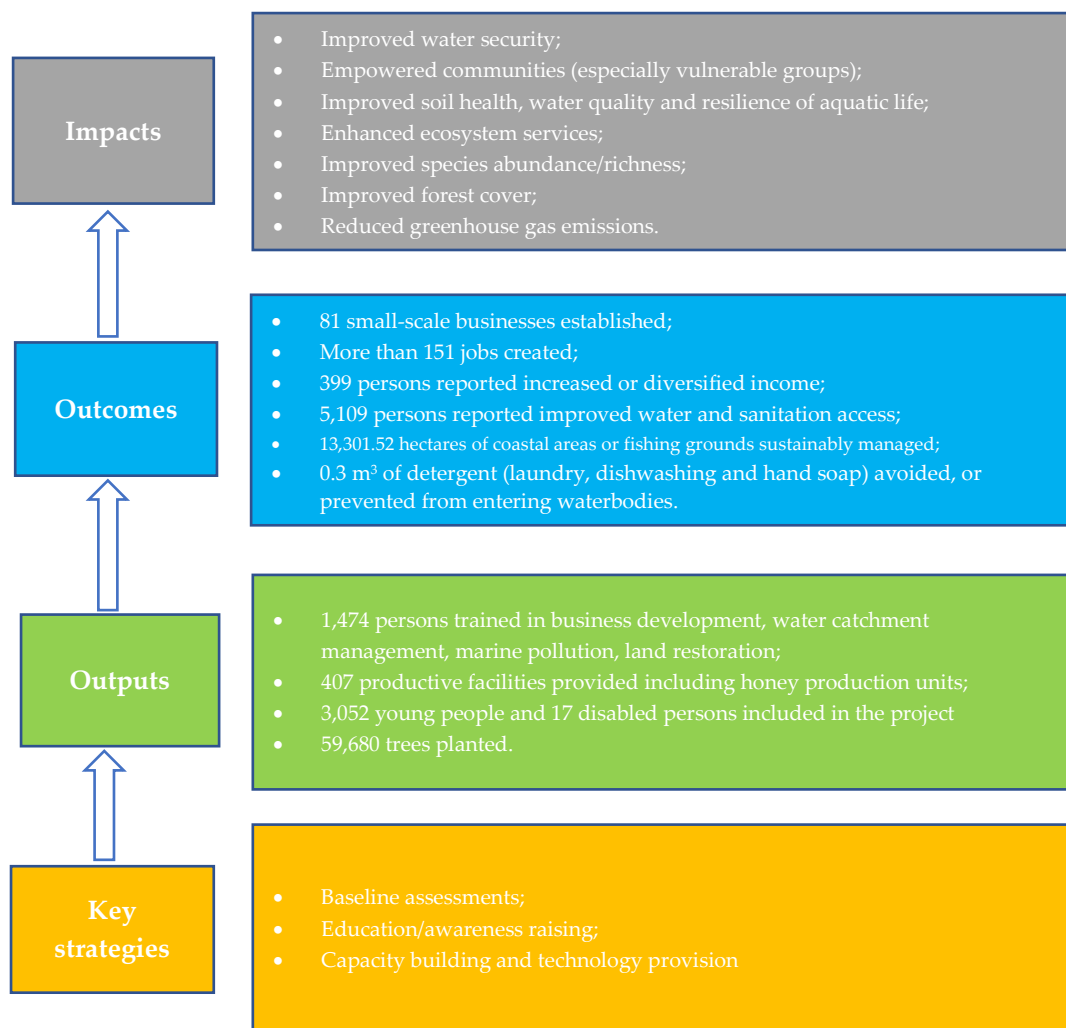 Impacts
• Improved water security;
• Empowered communities (especially vulnerable groups);
• Improved soil health, water quality and resilience of aquatic life;
• Enhanced ecosystem services;
• Improved species abundance/richness;
• Improved forest cover;
• Reduced greenhouse gas emissions.
Outcomes
• 81 small-scale businesses established;
• More than 151 jobs created;
• 399 persons reported increased or diversified income;
• 5,109 persons reported improved water and sanitation access;
• 13,301.52 hectares of coastal areas or fishing grounds sustainably managed;
• 0.3 m³ of detergent (laundry, dishwashing and hand soap) avoided, or
prevented from entering waterbodies.
Outputs
• 1,474 persons trained in business development, water catchment
management, marine pollution, land restoration;
• 407 productive facilities provided including honey production units;
• 3,052 young people and 17 disabled persons included in the project
• 59,680 trees planted.
Key
strategies
• Baseline assessments;
• Education/awareness raising;
• Capacity building and technology provision